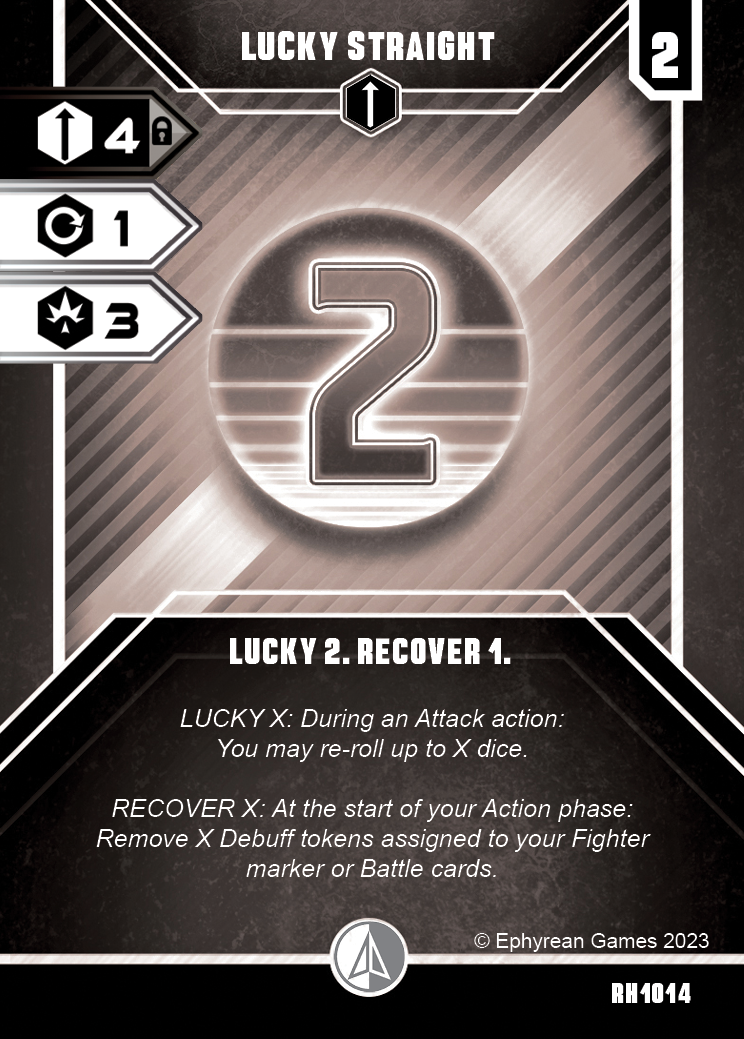 LUCKY STRAIGHT
2
4
1
3
2
LUCKY 2. RECOVER 1.
LUCKY X: During an Attack action:
You may re-roll up to X dice.
RECOVER X: At the start of your Action phase:
Remove X Debuff tokens assigned to your Fighter
marker or Battle cards.
© Ephyrean Games 2023
RH1014